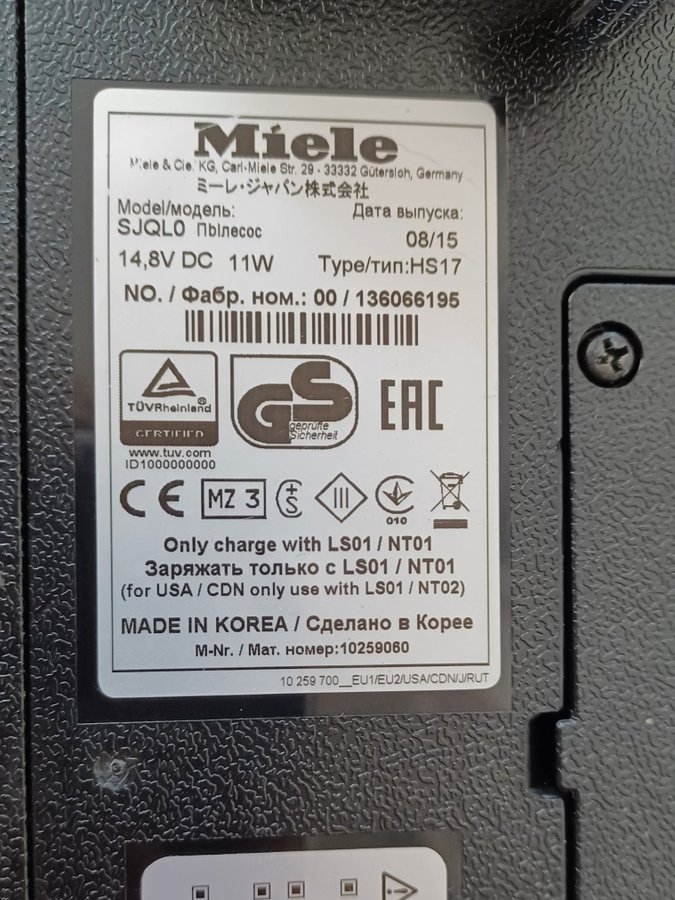 Miele
Miele & Cie. KG, Carl-Miele Str. 29 - 33332 Gütersloh, Germany
ミーレ・ジャパン株式会社
Model/модель: Дата выпуска:
SJQL0 Пылесос 08/15
14,8V DC 11W Type/тип:HS17
NO. / Фабр. ном.: 00 / 136066195
TÜVRheinland®
CERTIFIED
www.tuv.com
ID1000000000
GS
geprüfte
Sicherheit
EAC
CE MZ 3 +S III
010
Only charge with LS01 / NT01
Заряжать только с LS01 / NT01
(for USA / CDN only use with LS01 / NT02)
MADE IN KOREA / Сделано в Корее
M-Nr. / Мат. номер:10259060
10 259 700__EU1/EU2/USA/CDN/J/RUT